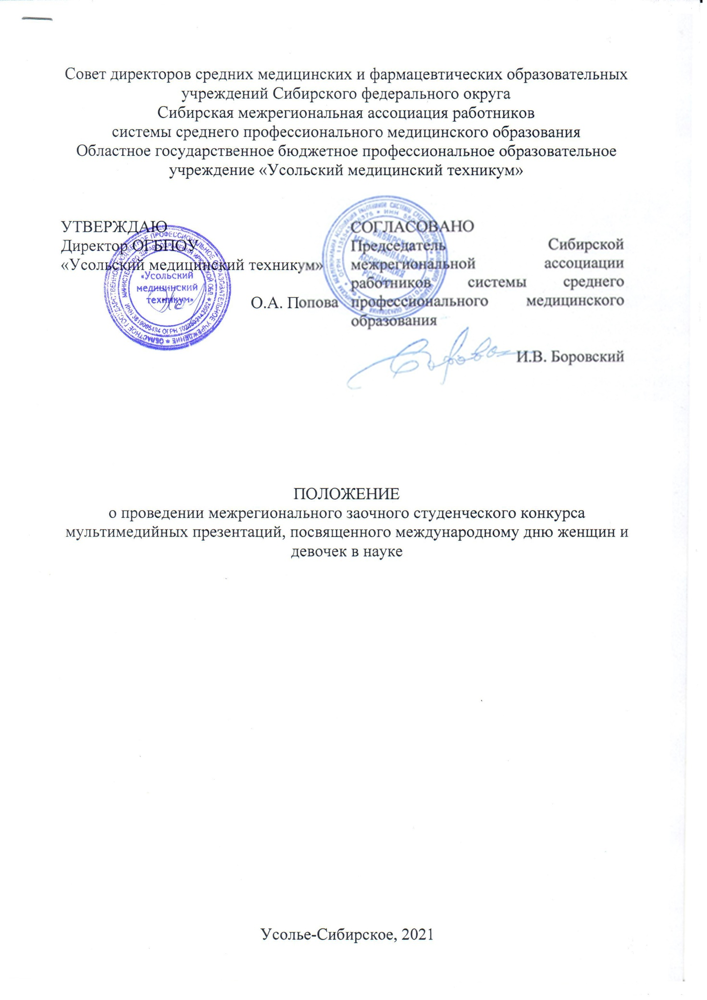 Совет директоров средних медицинских и фармацевтических образовательных
учреждений Сибирского федерального округа
Сибирская межрегиональная ассоциация работников
системы среднего профессионального медицинского образования
Областное государственное бюджетное профессиональное образовательное
учреждение «Усольский медицинский техникум»
УТВЕРЖДАЮ
Директор ОГБПОУ
«Усольский медицинский техникум»
О.А. Попова
«Усольский
медицинский
техникум»
СОГЛАСОВАНО
Председатель Сибирской
межрегиональной ассоциации
работников системы среднего
профессионального медицинского
образования
И.В. Боровский
ПОЛОЖЕНИЕ
о проведении межрегионального заочного студенческого конкурса
мультимедийных презентаций, посвященного международному дню женщин и
девочек в науке
Усолье-Сибирское, 2021